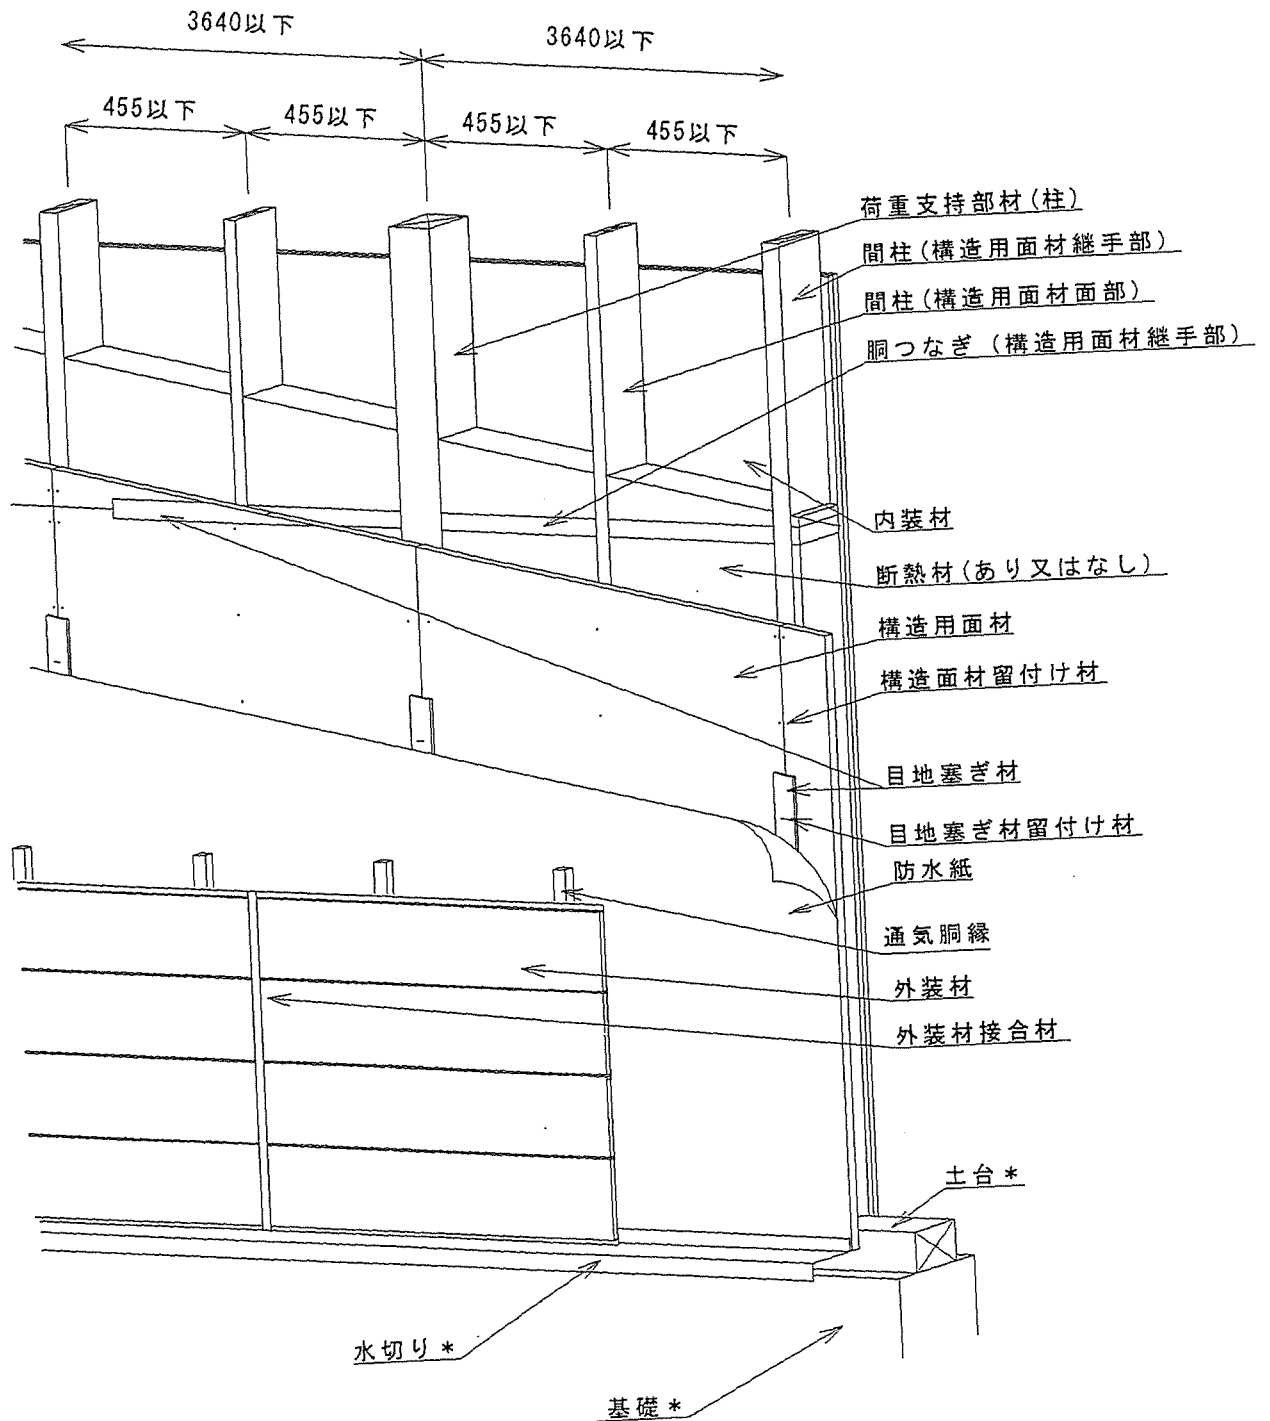 3640以下
3640以下
455以下
455以下
455以下
455以下
荷重支持部材(柱)
間柱(構造用面材継手部)
間柱(構造用面材面部)
胴つなぎ (構造用面材継手部)
内装材
断熱材(あり又はなし)
構造用面材
構造面材留付け材
目地塞ぎ材
目地塞ぎ材留付け材
防水紙
通気胴縁
外装材
外装材接合材
土台*
水切り*
基礎*